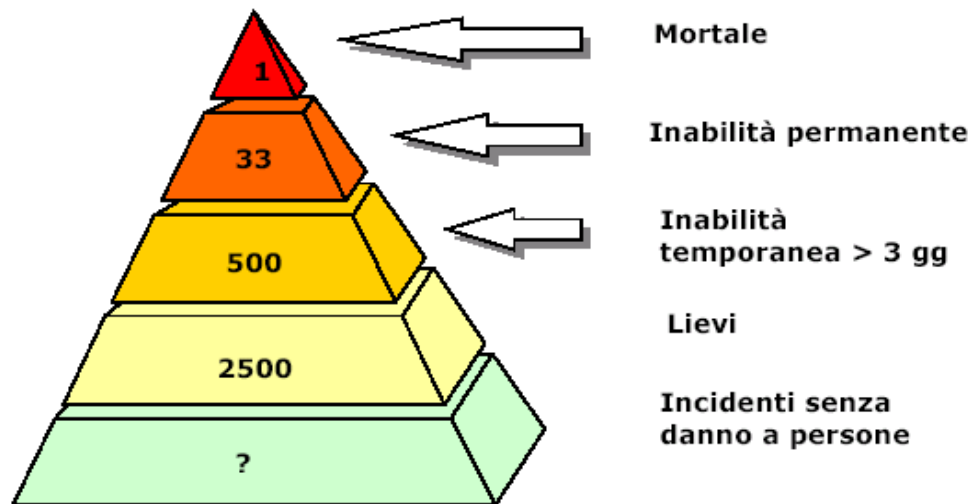 1
Mortale
33
Inabilità permanente
500
Inabilità
temporanea > 3 gg
2500
Lievi
?
Incidenti senza
danno a persone